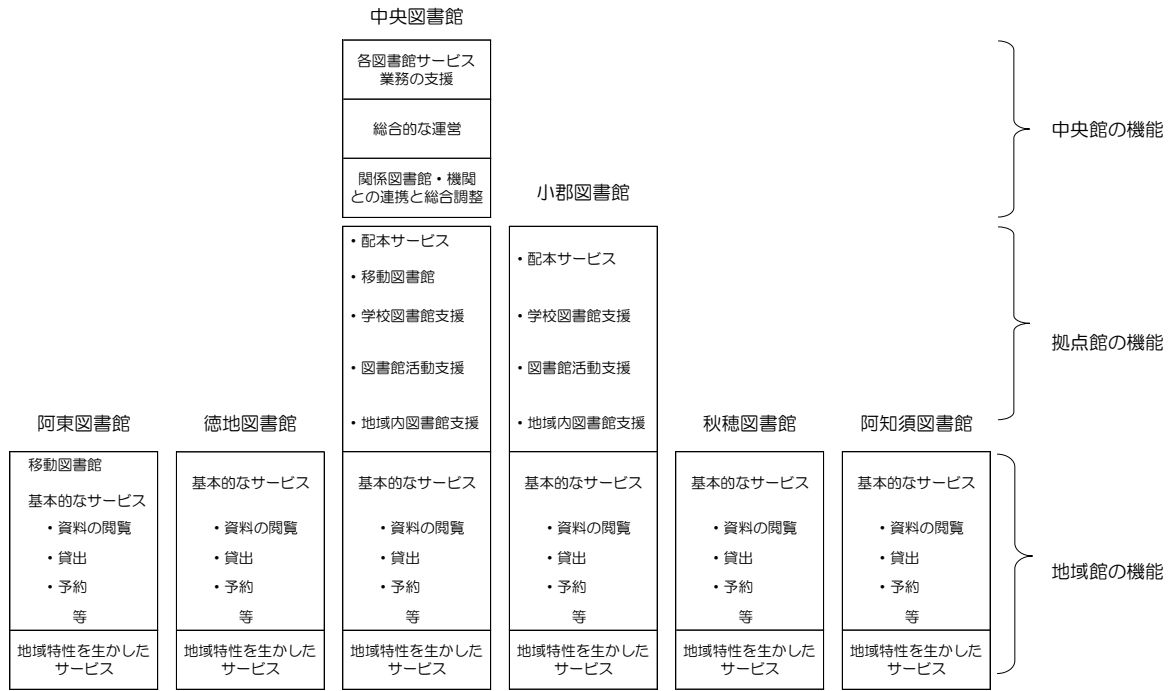 中央図書館
各図書館サービス
業務の支援
総合的な運営
関係図書館・機関
との連携と総合調整
中央館の機能
小郡図書館
・配本サービス
・移動図書館
・学校図書館支援
・図書館活動支援
・地域内図書館支援
・配本サービス
・学校図書館支援
・図書館活動支援
・地域内図書館支援
拠点館の機能
阿東図書館
移動図書館
基本的なサービス
・資料の閲覧
・貸出
・予約
等
地域特性を生かした
サービス
徳地図書館
基本的なサービス
・資料の閲覧
・貸出
・予約
等
地域特性を生かした
サービス
基本的なサービス
・資料の閲覧
・貸出
・予約
等
地域特性を生かした
サービス
基本的なサービス
・資料の閲覧
・貸出
・予約
等
地域特性を生かした
サービス
秋穂図書館
基本的なサービス
・資料の閲覧
・貸出
・予約
等
地域特性を生かした
サービス
阿知須図書館
基本的なサービス
・資料の閲覧
・貸出
・予約
等
地域特性を生かした
サービス
地域館の機能